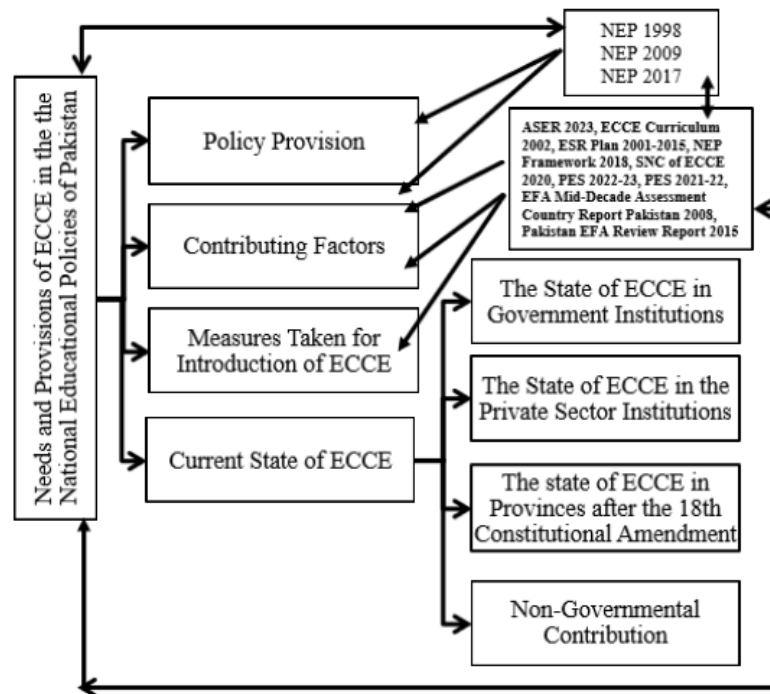 NEP 1998
NEP 2009
NEP 2017
Needs and Provisions of ECCE in the the
National Educational Policies of Pakistan
Policy Provision
ASER 2023, ECCE Curriculum
2002, ESR Plan 2001-2015, NEP
Framework 2018, SNC of ECCE
2020, PES 2022-23, PES 2021-22,
EFA Mid-Decade Assessment
Country Report Pakistan 2008,
Pakistan EFA Review Report 2015
Contributing Factors
Measures Taken for
Introduction of ECCE
Current State of ECCE
The State of ECCE in
Government Institutions
The State of ECCE in the
Private Sector Institutions
The state of ECCE in
Provinces after the 18th
Constitutional Amendment
Non-Governmental
Contribution